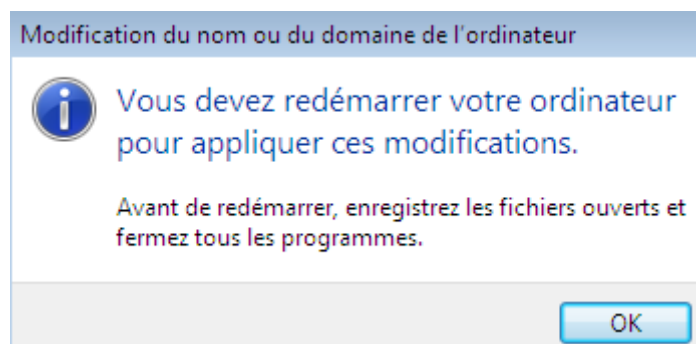 Modification du nom ou du domaine de l'ordinateur
Vous devez redémarrer votre ordinateur
pour appliquer ces modifications.
Avant de redémarrer, enregistrez les fichiers ouverts et
fermez tous les programmes.
OK